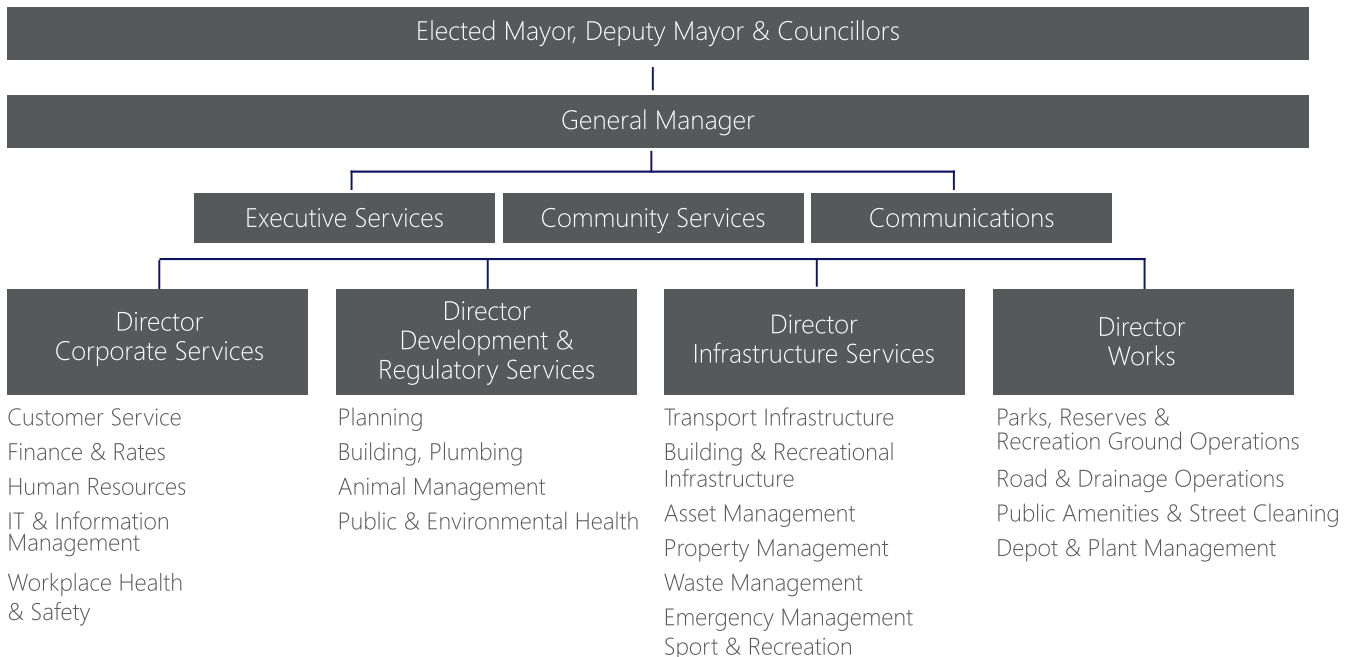 Elected Mayor, Deputy Mayor & Councillors
General Manager
Executive Services
Community Services
Communications
Director
Corporate Services
Customer Service
Finance & Rates
Human Resources
IT & Information
Management
Workplace Health
& Safety
Director
Development &
Regulatory Services
Planning
Building, Plumbing
Animal Management
Public & Environmental Health
Director
Infrastructure Services
Transport Infrastructure
Building & Recreational
Infrastructure
Asset Management
Property Management
Waste Management
Emergency Management
Sport & Recreation
Director
Works
Parks, Reserves &
Recreation Ground Operations
Road & Drainage Operations
Public Amenities & Street Cleaning
Depot & Plant Management